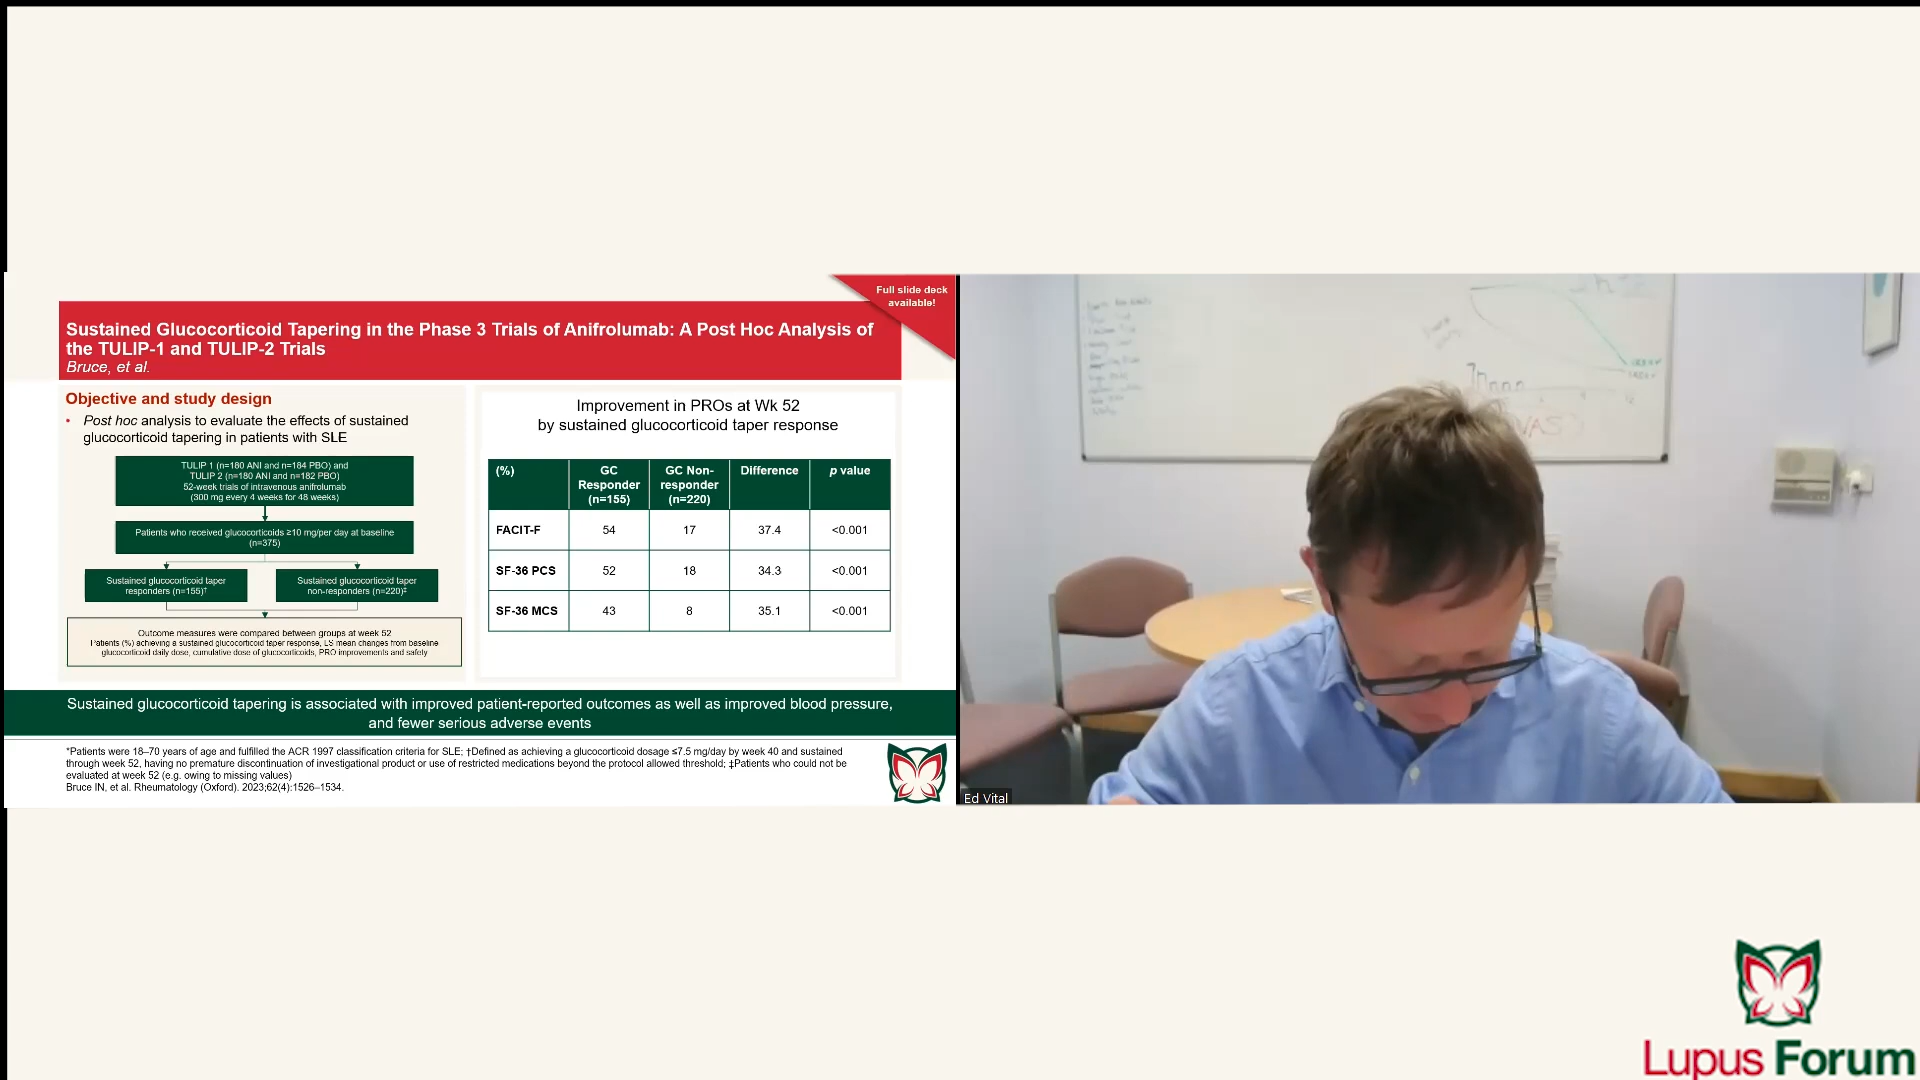 Full slide deck
available!
Sustained Glucocorticoid Tapering in the Phase 3 Trials of Anifrolumab: A Post Hoc Analysis of
the TULIP-1 and TULIP-2 Trials
Bruce, et al.
Objective and study design
• Post hoc analysis to evaluate the effects of sustained
glucocorticoid tapering in patients with SLE
TULIP 1 (n=180 ANI and n=184 PBO) and
TULIP 2 (n=180 ANI and n=182 PBO)
52-week trials of intravenous anifrolumab
(300 mg every 4 weeks for 48 weeks)
Patients who received glucocorticoids ≥10 mg/per day at baseline
(n=375)
Sustained glucocorticoid taper
responders (n=155)†
Sustained glucocorticoid taper
non-responders (n=220)‡
Outcome measures were compared between groups at week 52
Patients (%) achieving a sustained glucocorticoid taper response, LS mean changes from baseline
glucocorticoid daily dose, cumulative dose of glucocorticoids, PRO improvements and safety
Improvement in PROs at Wk 52
by sustained glucocorticoid taper response
(%) GC Responder (n=155) GC Non-responder (n=220) Difference p value
FACIT-F 54 17 37.4 <0.001
SF-36 PCS 52 18 34.3 <0.001
SF-36 MCS 43 8 35.1 <0.001
Sustained glucocorticoid tapering is associated with improved patient-reported outcomes as well as improved blood pressure,
and fewer serious adverse events
*Patients were 18–70 years of age and fulfilled the ACR 1997 classification criteria for SLE; †Defined as achieving a glucocorticoid dosage ≤7.5 mg/day by week 40 and sustained
through week 52, having no premature discontinuation of investigational product or use of restricted medications beyond the protocol allowed threshold; ‡Patients who could not be
evaluated at week 52 (e.g. owing to missing values)
Bruce IN, et al. Rheumatology (Oxford). 2023;62(4):1526–1534.
Ed Vital
Lupus Forum